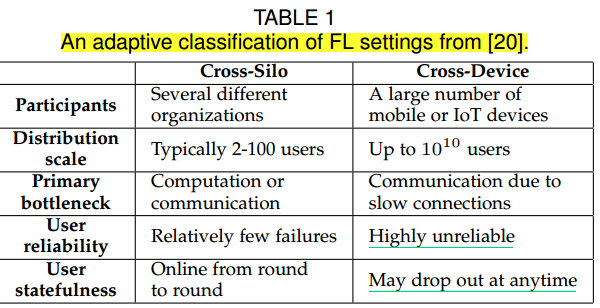 TABLE 1
An adaptive classification of FL settings from [20].
Cross-Silo Cross-Device
Participants Several different organizations A large number of mobile or IoT devices
Distribution scale Typically 2-100 users Up to 10^10 users
Primary bottleneck Computation or communication Communication due to slow connections
User reliability Relatively few failures Highly unreliable
User statefulness Online from round to round May drop out at anytime